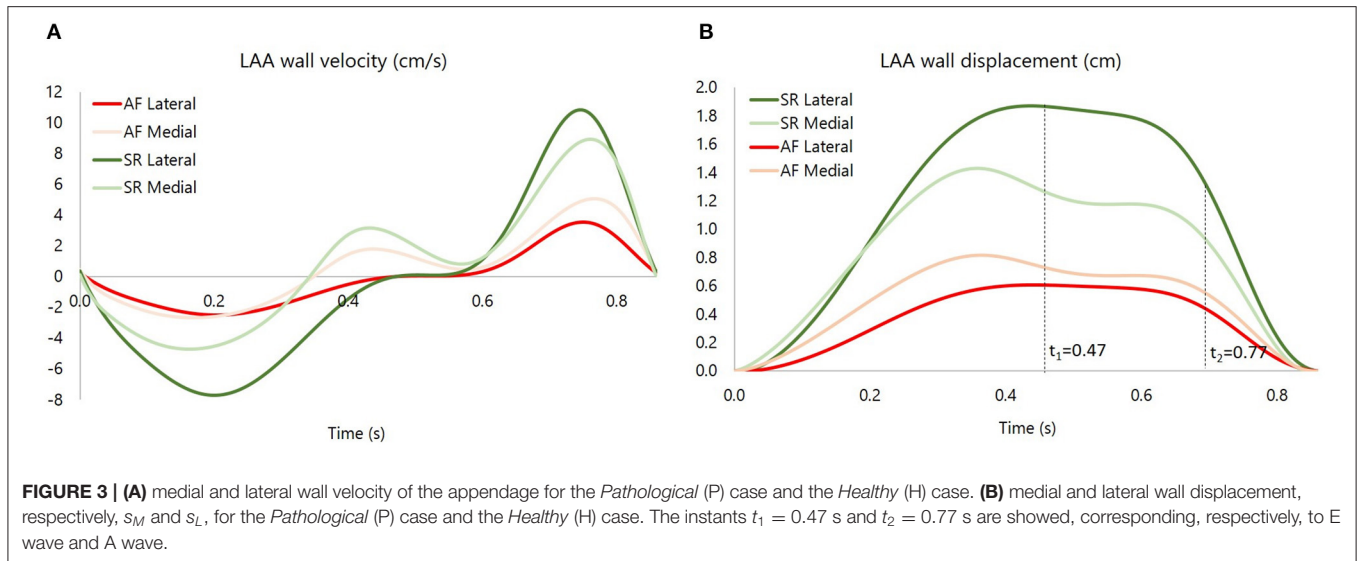 A
LAA wall velocity (cm/s)
12
10
8
6
4
2
0
-2
-4
-6
-8
AF Lateral
AF Medial
SR Lateral
SR Medial
0.0 0.2 0.4 0.6 0.8
Time (s)
B
LAA wall displacement (cm)
2.0
1.8
1.6
1.4
1.2
1.0
0.8
0.6
0.4
0.2
0.0
SR Lateral
SR Medial
AF Lateral
AF Medial
t₁=0.47
t₂=0.77
0.0 0.2 0.4 0.6 0.8
Time (s)
FIGURE 3 | (A) medial and lateral wall velocity of the appendage for the Pathological (P) case and the Healthy (H) case. (B) medial and lateral wall displacement,
respectively, s_M and s_L, for the Pathological (P) case and the Healthy (H) case. The instants t₁ = 0.47 s and t₂ = 0.77 s are showed, corresponding, respectively, to E
wave and A wave.